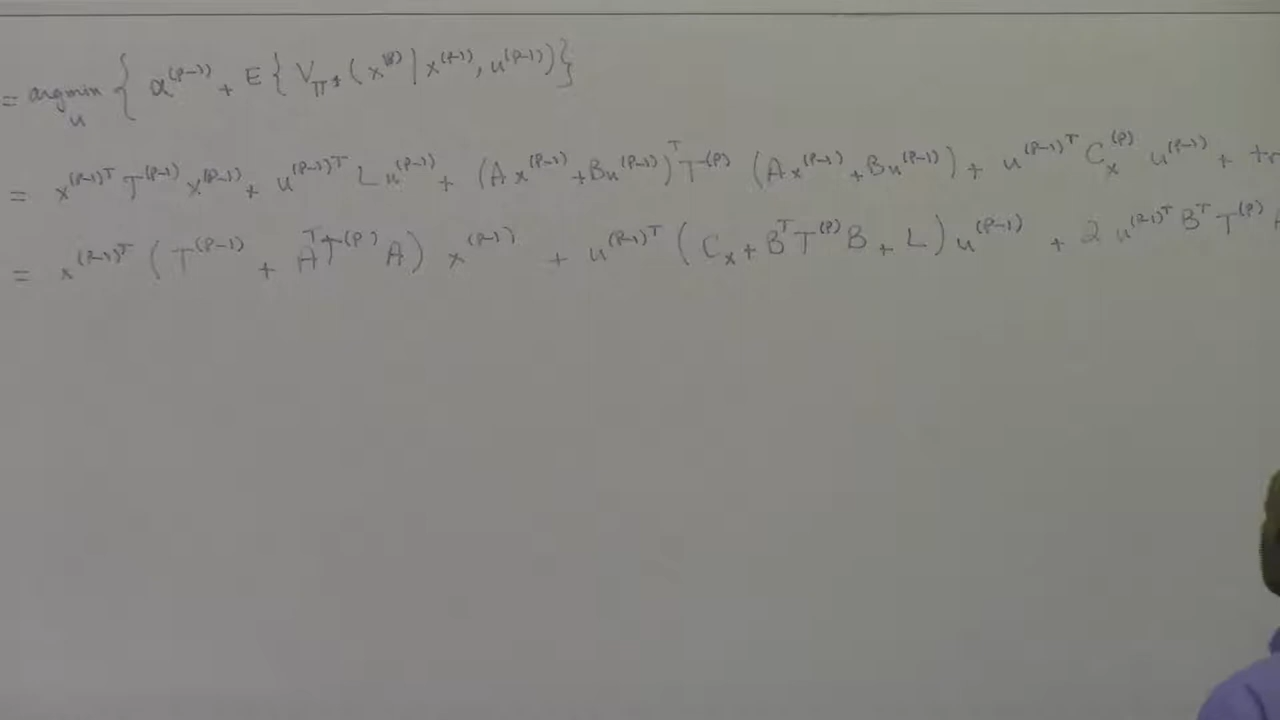 = argmin_u { α^(p-1) + E { V_π* ( x^(p) | x^(p-1), u^(p-1) ) }
= x^(p-1)T T^(p-1) x^(p-1) + u^(p-1)T L u^(p-1) + (A x^(p-1) + B u^(p-1))^T T^(p) (A x^(p-1) + B u^(p-1)) + u^(p-1)T C_x^(p) u^(p-1) + tr
= x^(p-1)T ( T^(p-1) + A^T T^(p) A ) x^(p-1) + u^(p-1)T ( C_x + B^T T^(p) B + L ) u^(p-1) + 2 u^(p-1)T B^T T^(p)